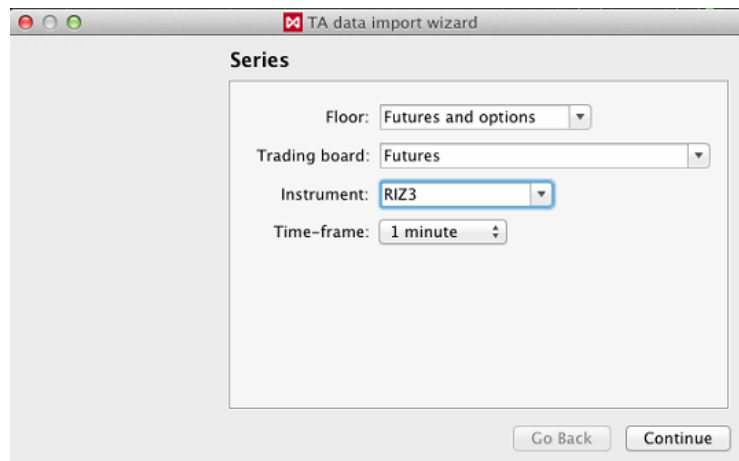 TA data import wizard
Series
Floor: Futures and options
Trading board: Futures
Instrument: RIZ3
Time-frame: 1 minute
Go Back Continue